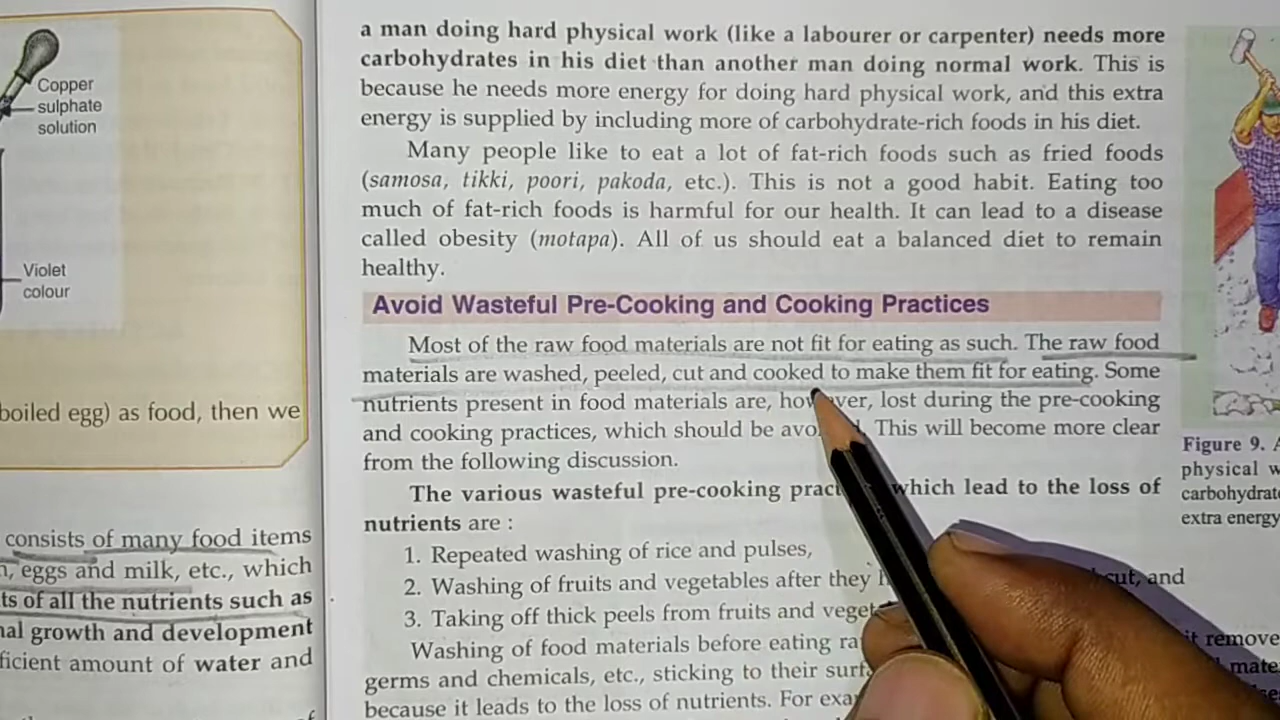 Copper
sulphate
solution
Violet
colour
boiled egg) as food, then we
consists of many food items
, eggs and milk, etc., which
ts of all the nutrients such as
nal growth and development
ficient amount of water and
of
a man doing hard physical work (like a labourer or carpenter) needs more
carbohydrates in his diet than another man doing normal work. This is
because he needs more energy for doing hard physical work, and this extra
energy is supplied by including more of carbohydrate-rich foods in his diet.
Many people like to eat a lot of fat-rich foods such as fried foods
(samosa, tikki, poori, pakoda, etc.). This is not a good habit. Eating too
much of fat-rich foods is harmful for our health. It can lead to a disease
called obesity (motapa). All of us should eat a balanced diet to remain
healthy.
Avoid Wasteful Pre-Cooking and Cooking Practices
Most of the raw food materials are not fit for eating as such. The raw food
materials are washed, peeled, cut and cooked to make them fit for eating. Some
nutrients present in food materials are, however, lost during the pre-cooking
and cooking practices, which should be avo This will become more clear
from the following discussion.
The various wasteful pre-cooking pract which lead to the loss of
nutrients are :
1. Repeated washing of rice and pulses,
2. Washing of fruits and vegetables after they cut, and
3. Taking off thick peels from fruits and veget
Washing of food materials before eating ra it remove
germs and chemicals, etc., sticking to their surf mate
because it leads to the loss of nutrients. For exa
Figure 9. A
physical w
carbohydrat
extra energy